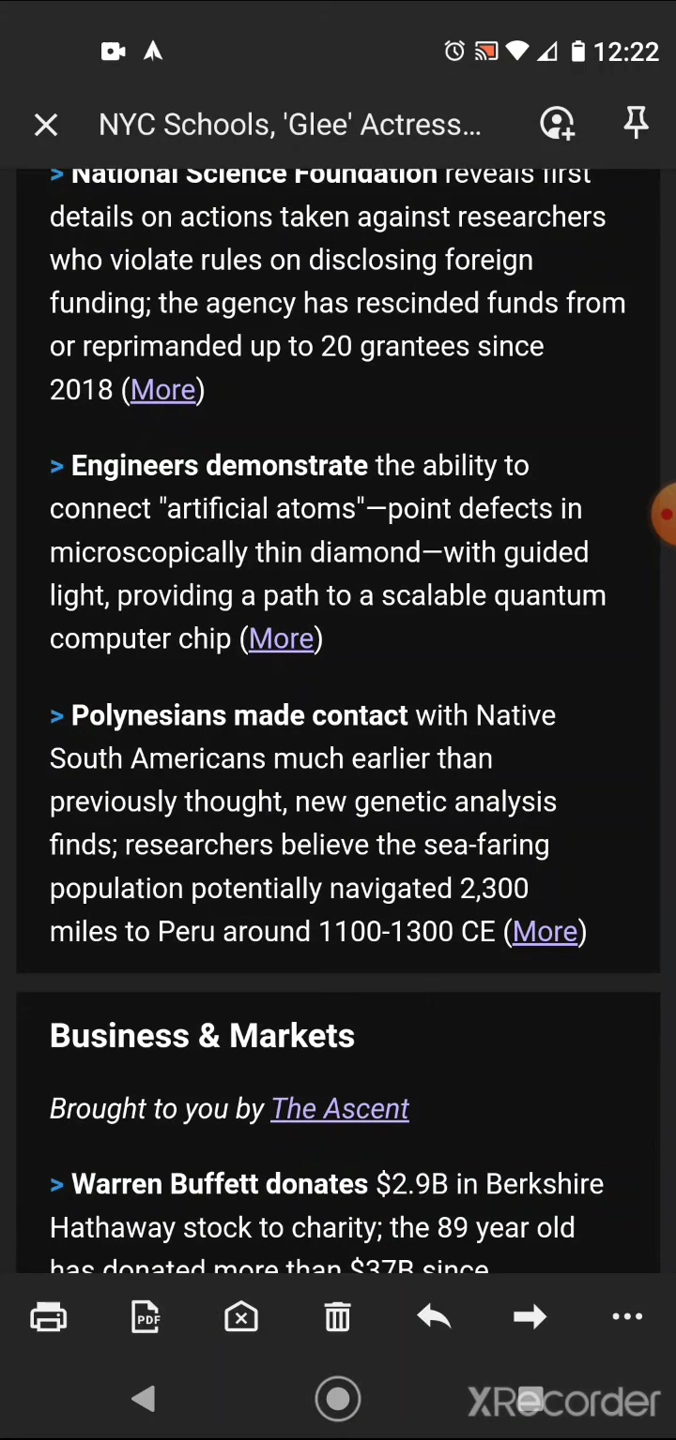 12:22
NYC Schools, 'Glee' Actress...
> National Science Foundation reveals first
details on actions taken against researchers
who violate rules on disclosing foreign
funding; the agency has rescinded funds from
or reprimanded up to 20 grantees since
2018 (More)
> Engineers demonstrate the ability to
connect "artificial atoms"—point defects in
microscopically thin diamond—with guided
light, providing a path to a scalable quantum
computer chip (More)
> Polynesians made contact with Native
South Americans much earlier than
previously thought, new genetic analysis
finds; researchers believe the sea-faring
population potentially navigated 2,300
miles to Peru around 1100-1300 CE (More)
Business & Markets
Brought to you by The Ascent
> Warren Buffett donates $2.9B in Berkshire
Hathaway stock to charity; the 89 year old
has donated more than $37B since
PDF
XRecorder